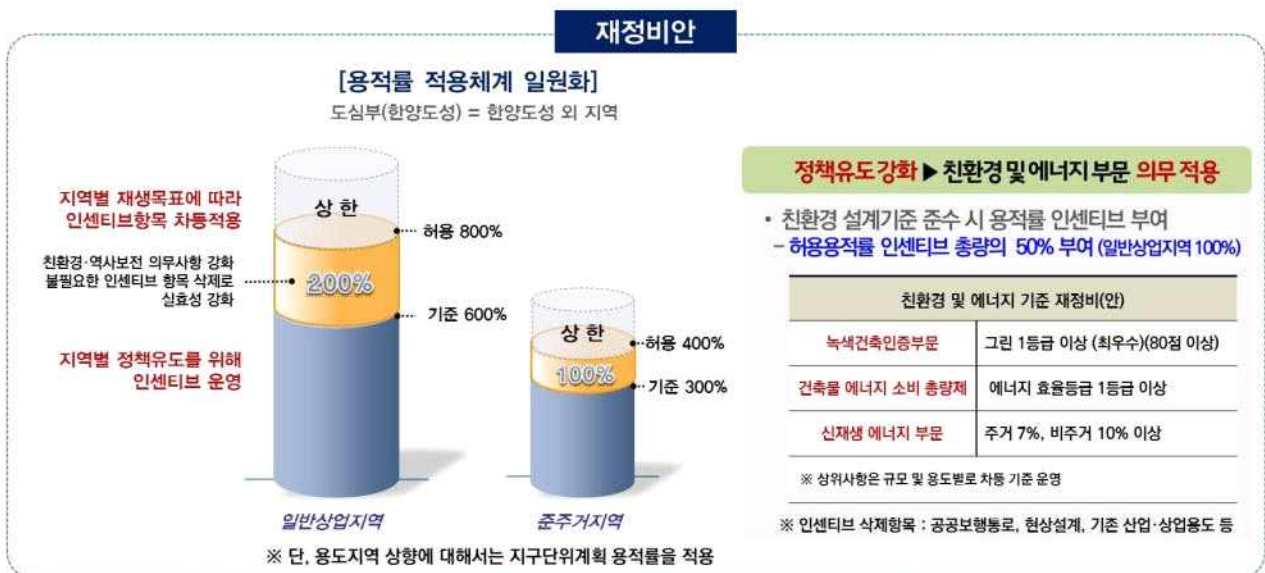 재정비안
[용적률 적용체계 일원화]
도심부(한양도성) = 한양도성 외 지역
지역별 재생목표에 따라
인센티브항목 차등적용
친환경·역사보전 의무사항 강화
불필요한 인센티브 항목 삭제로
실효성 강화
지역별 정책유도를 위해
인센티브 운영
상 한
허용 800%
200%
기준 600%
일반상업지역
상 한
허용 400%
100%
기준 300%
준주거지역
※ 단, 용도지역 상향에 대해서는 지구단위계획 용적률을 적용
정책유도 강화 ▶ 친환경 및 에너지 부문 의무 적용
• 친환경 설계기준 준수 시 용적률 인센티브 부여
– 허용용적률 인센티브 총량의 50% 부여 (일반상업지역 100%)
친환경 및 에너지 기준 재정비(안)
녹색건축인증부문 그린 1등급 이상 (최우수)(80점 이상)
건축물 에너지 소비 총량제 에너지 효율등급 1등급 이상
신재생 에너지 부문 주거 7%, 비주거 10% 이상
※ 상위사항은 규모 및 용도별로 차등 기준 운영
※ 인센티브 삭제항목 : 공공보행통로, 현상설계, 기존 산업·상업용도 등